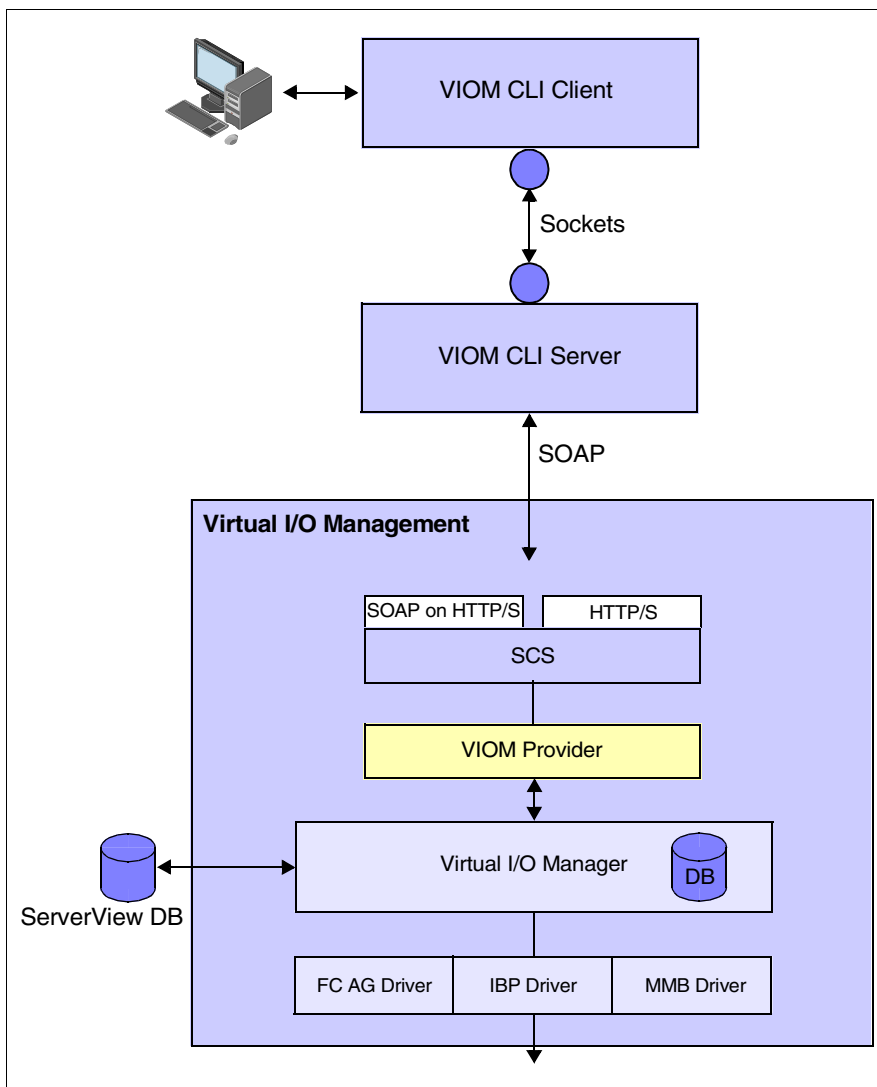 VIOM CLI Client
Sockets
VIOM CLI Server
SOAP
Virtual I/O Management
SOAP on HTTP/S
HTTP/S
SCS
VIOM Provider
Virtual I/O Manager
DB
ServerView DB
FC AG Driver
IBP Driver
MMB Driver